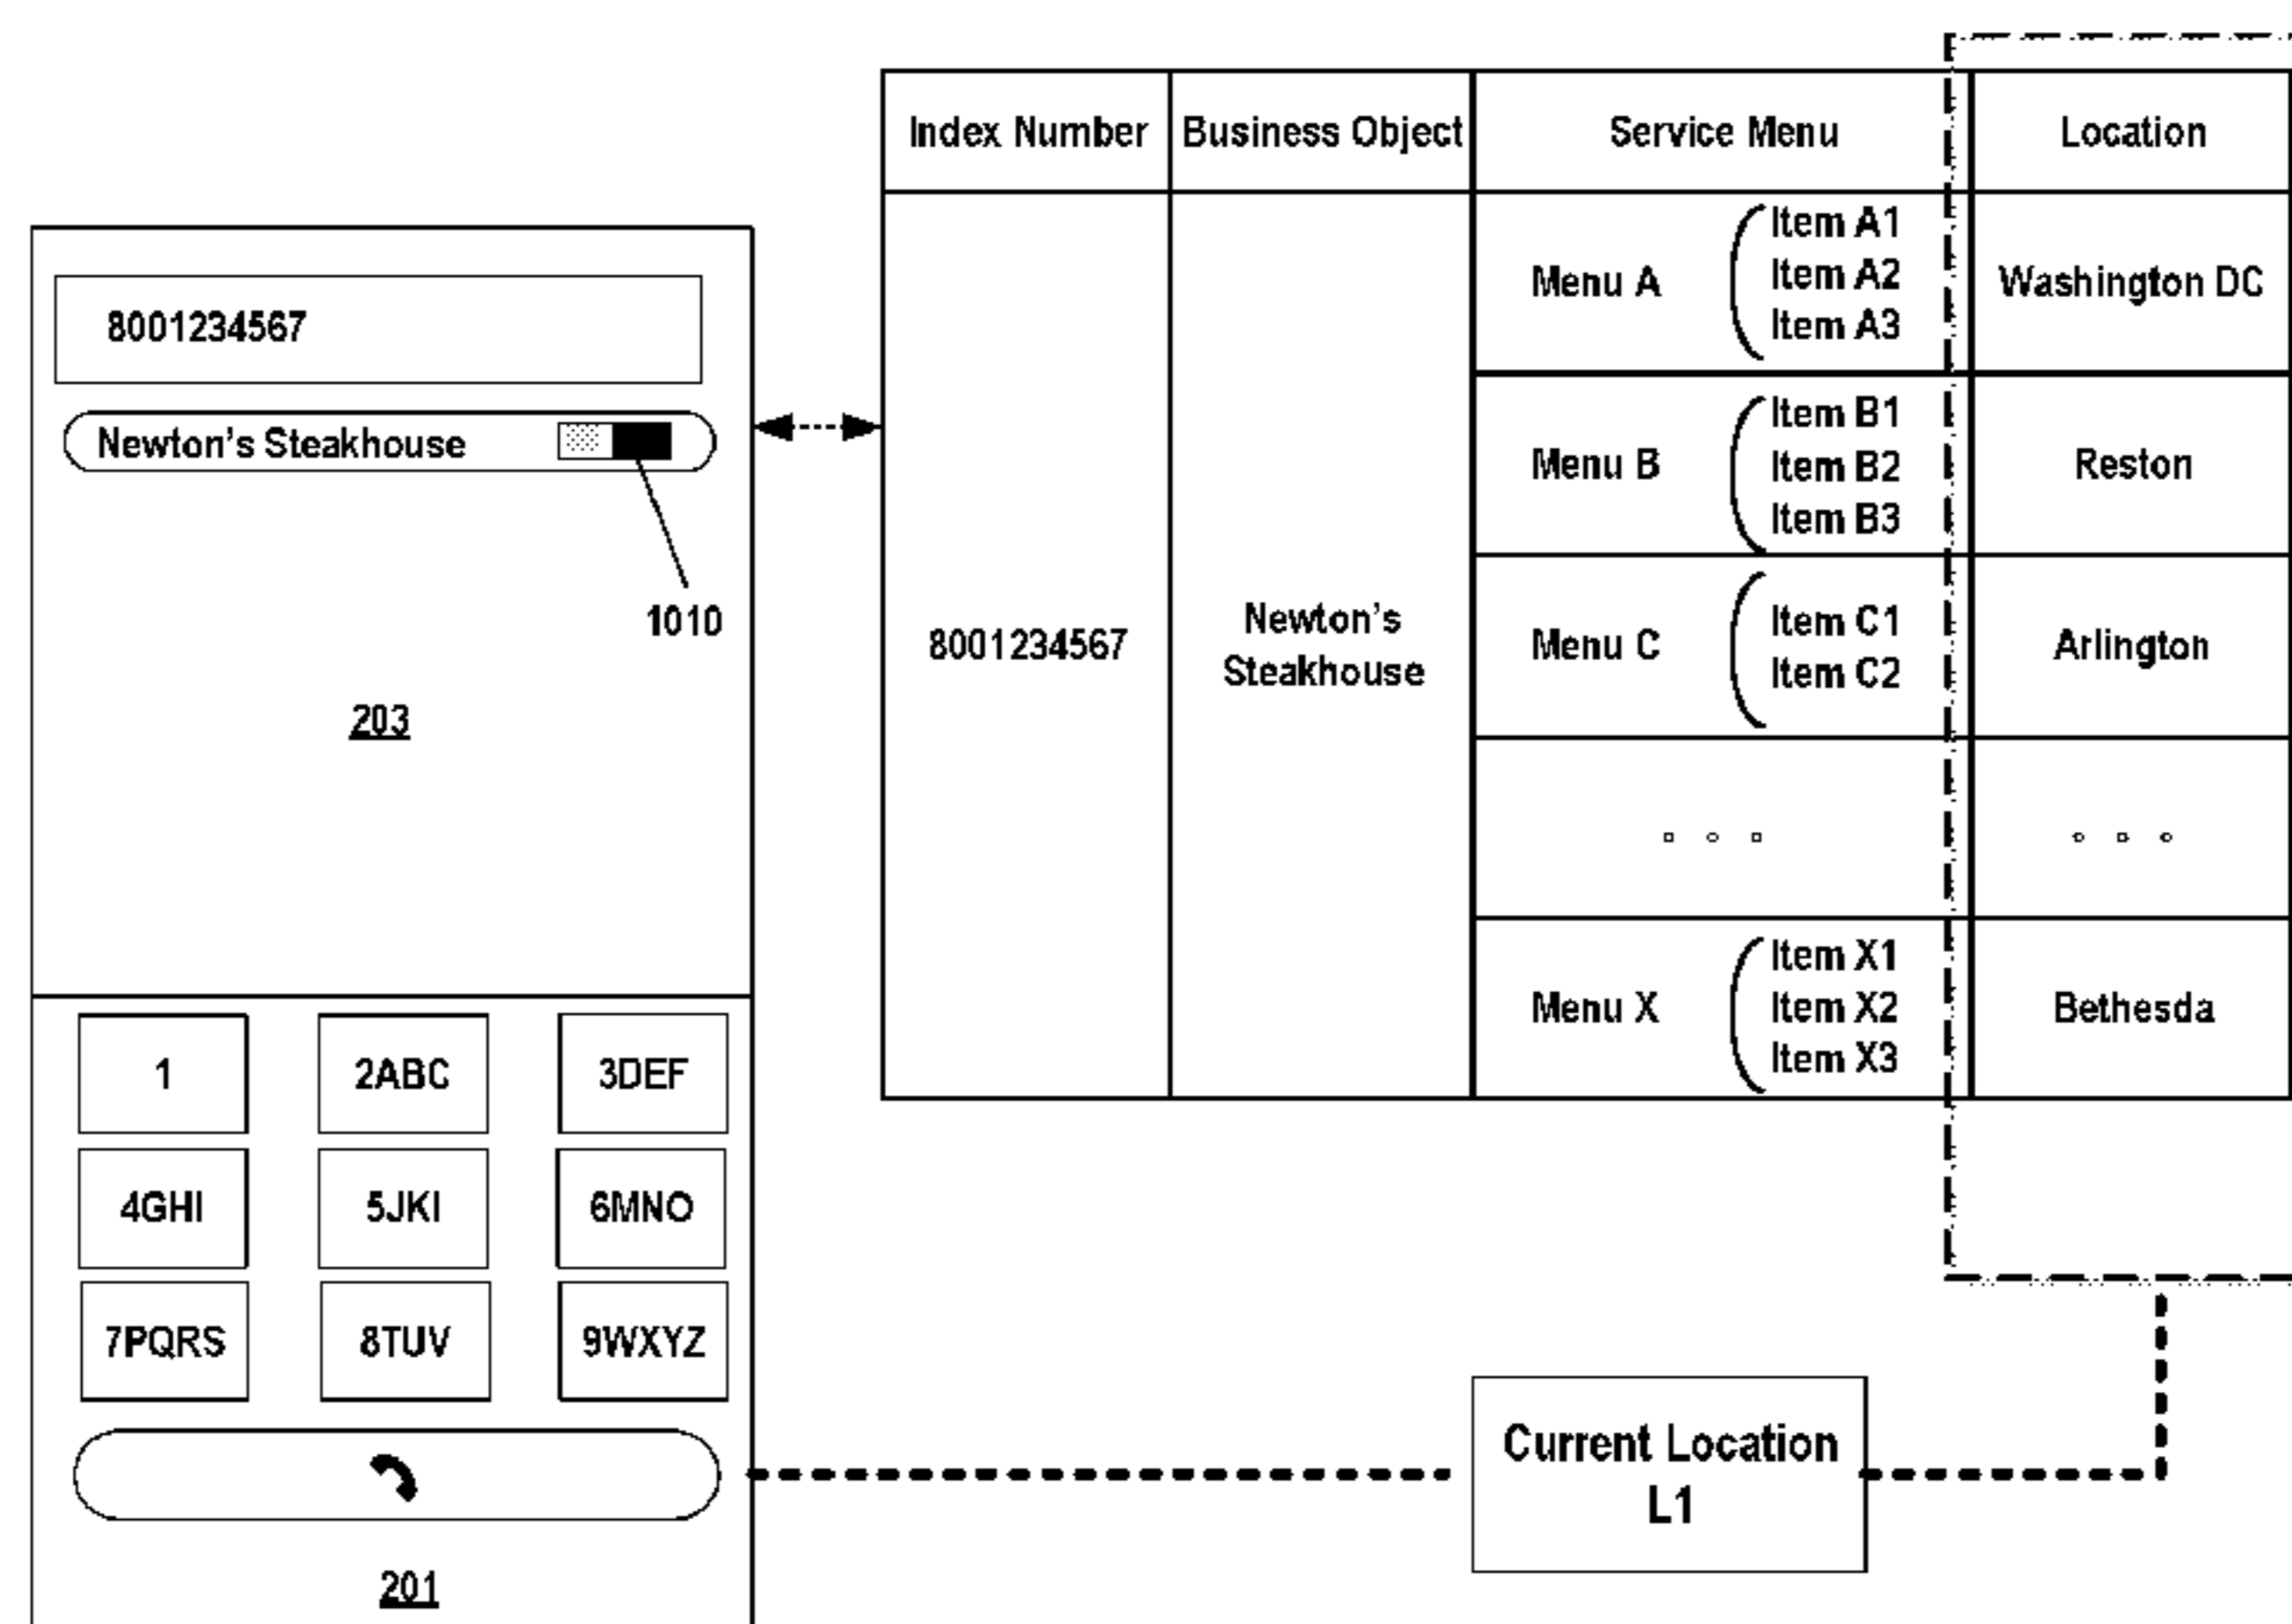 8001234567
Newton's Steakhouse
1010
203
1
2ABC
3DEF
4GHI
5JKI
6MNO
7PQRS
8TUV
9WXYZ
201
Index Number
Business Object
Service Menu
Location
8001234567
Newton's
Steakhouse
Menu A
Item A1
Item A2
Item A3
Washington DC
Menu B
Item B1
Item B2
Item B3
Reston
Menu C
Item C1
Item C2
Arlington
Menu X
Item X1
Item X2
Item X3
Bethesda
Current Location
L1